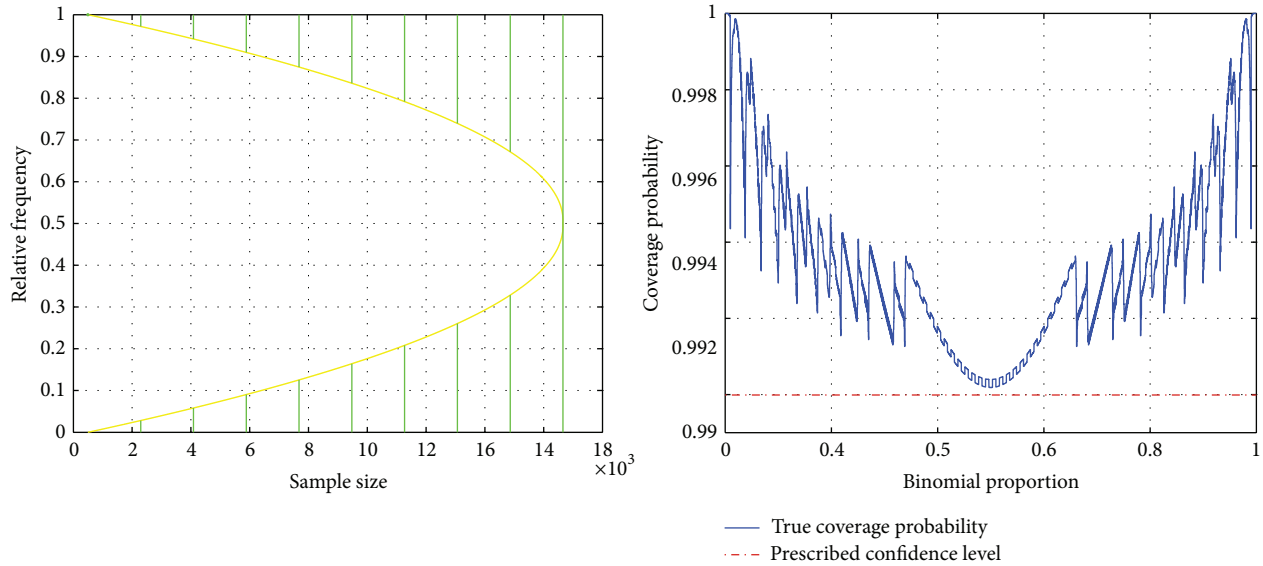 1
0.9
0.8
0.7
0.6
0.5
0.4
0.3
0.2
0.1
0
Relative frequency
0 2 4 6 8 10 12 16 14 18
×10³
Sample size
1
0.998
0.996
0.994
0.992
0.99
Coverage probability
0 0.4 0.5 0.6 0.8 1
Binomial proportion
True coverage probability
Prescribed confidence level